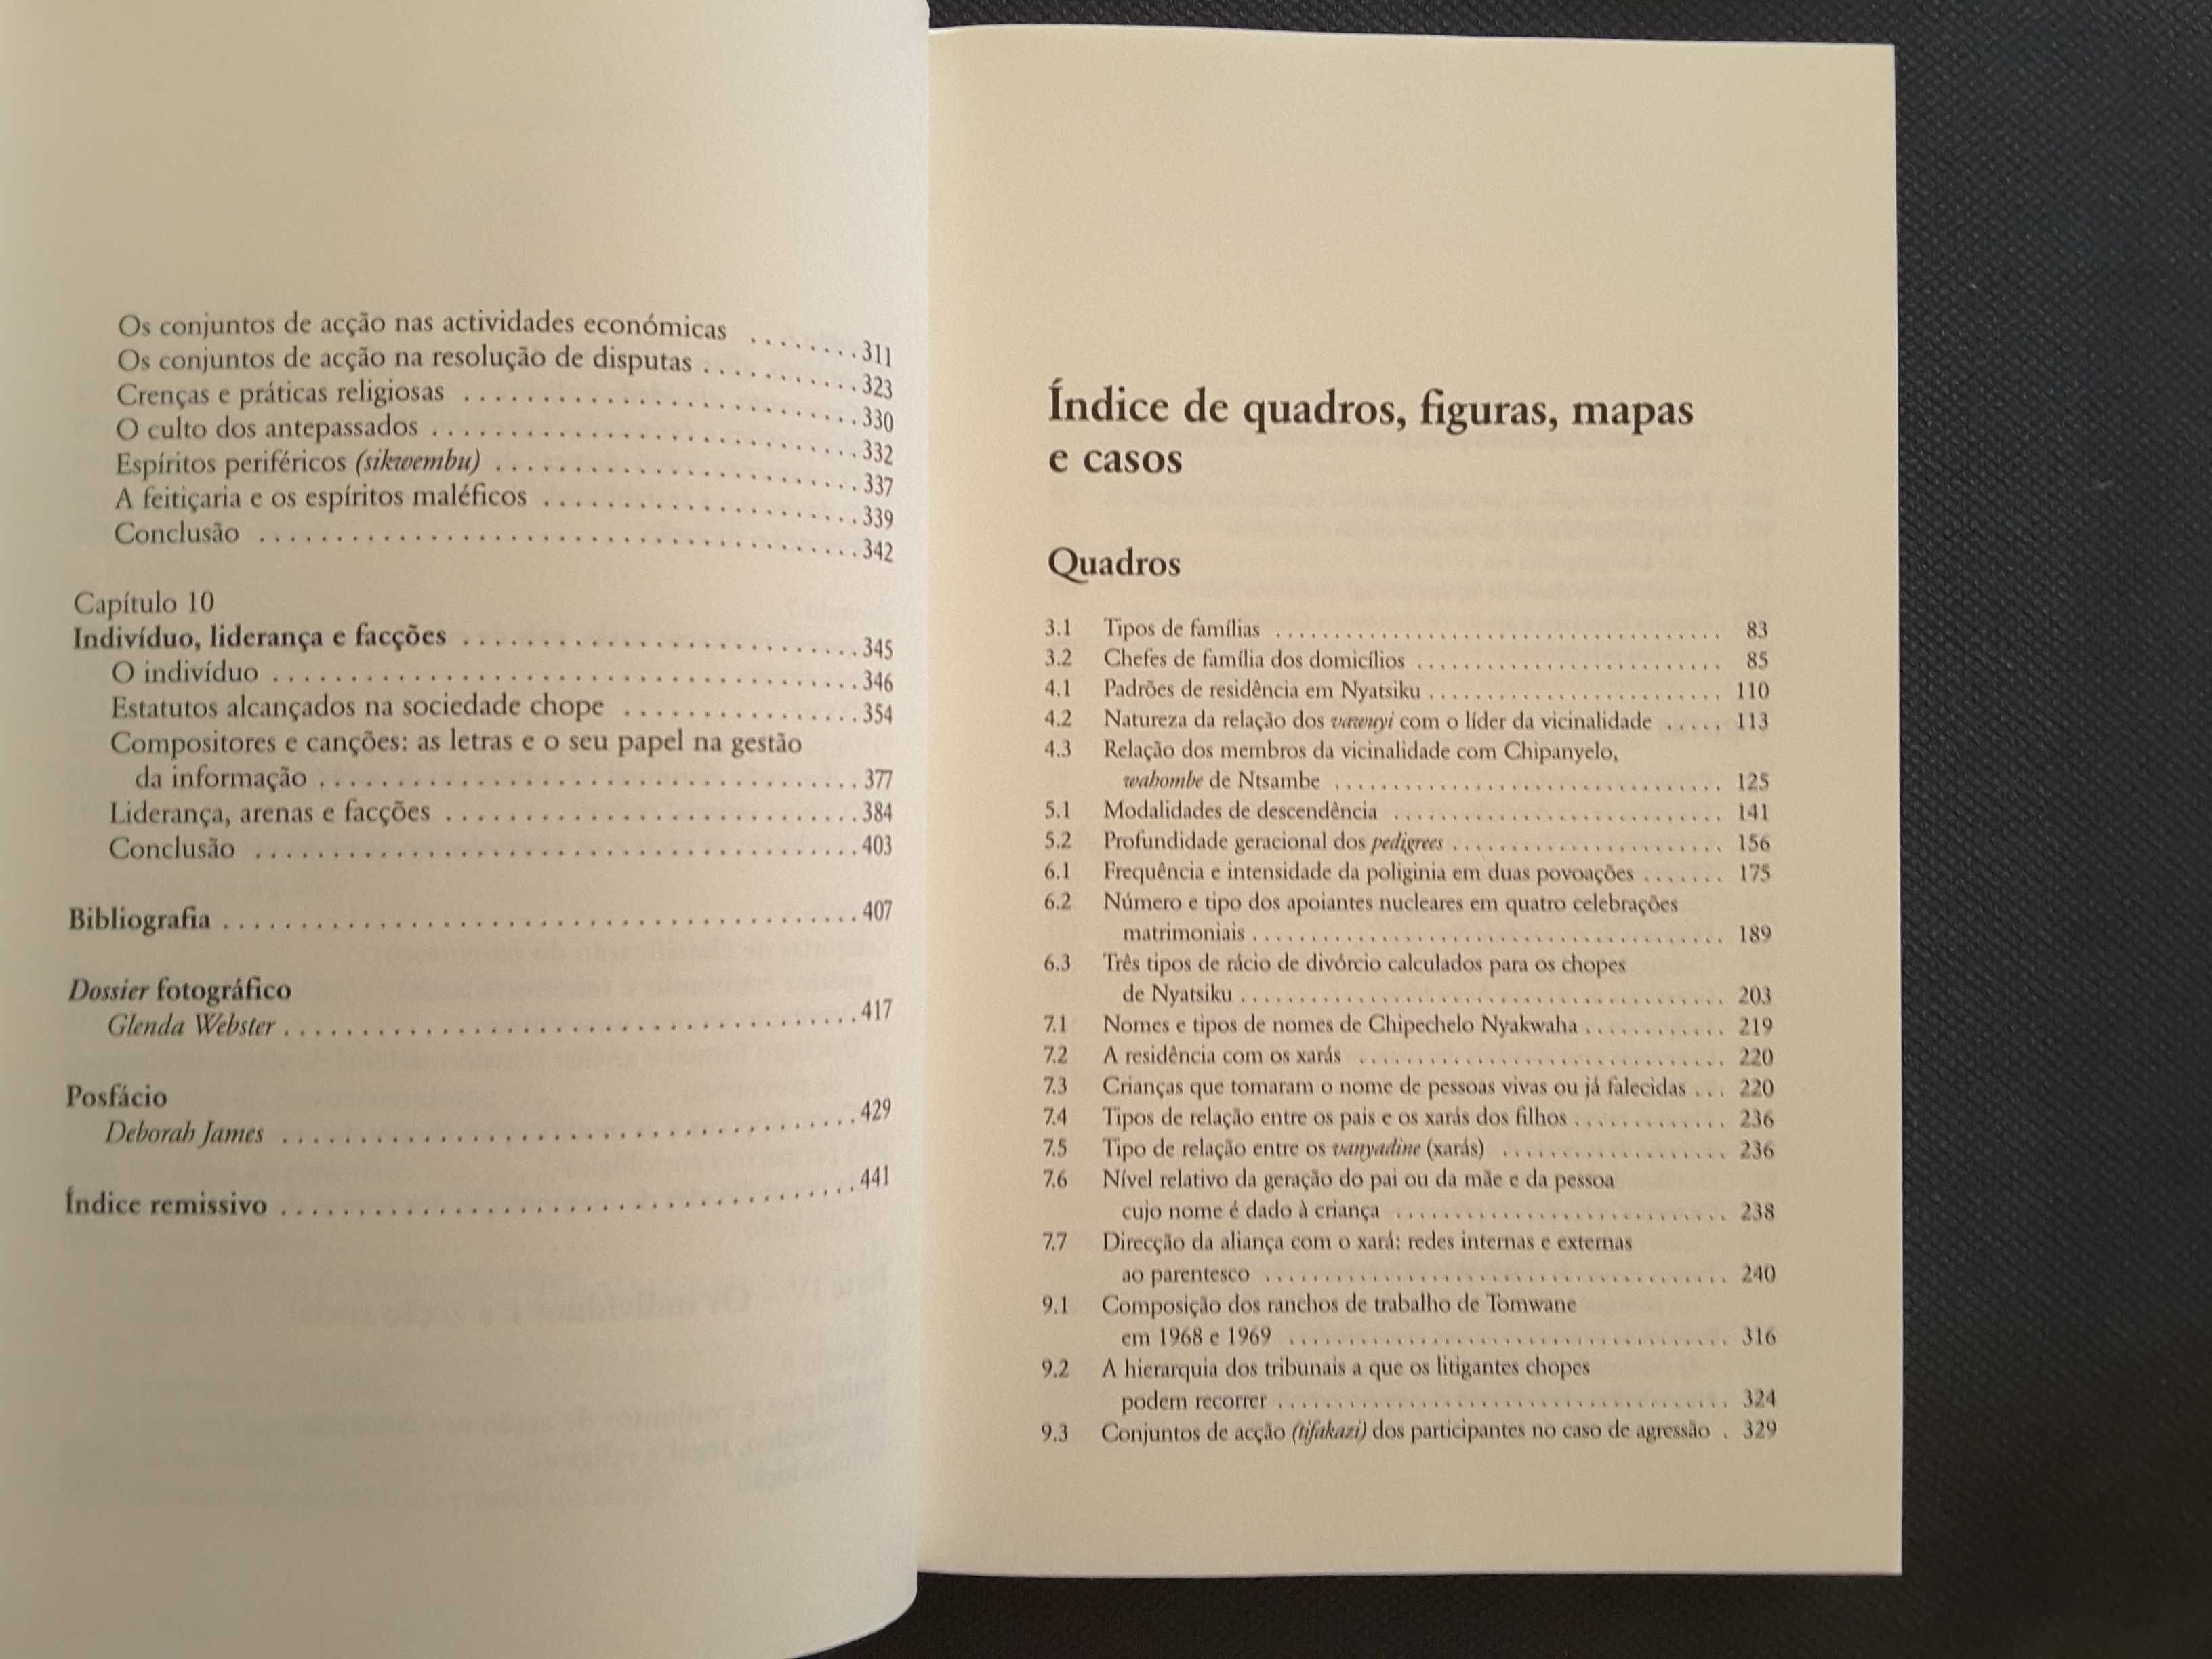 Os conjuntos de acção nas actividades económicas ........311
Os conjuntos de acção na resolução de disputas ............323
Crenças e práticas religiosas ..........................330
O culto dos antepassados ............................332
Espíritos periféricos (sikwembu) ........................337
A feitiçaria e os espíritos maléficos .....................339
Conclusão .......................................342
Capítulo 10
Indivíduo, liderança e facções ..........................345
O indivíduo ......................................346
Estatutos alcançados na sociedade chope ................354
Compositores e canções: as letras e o seu papel na gestão
da informação ...................................377
Liderança, arenas e facções ...........................384
Conclusão .......................................403
Bibliografia .........................................407
Dossier fotográfico
Glenda Webster .....................................417
Posfácio
Deborah James .....................................429
Índice remissivo .....................................441
Índice de quadros, figuras, mapas
e casos
Quadros
3.1 Tipos de famílias ...................................... 83
3.2 Chefes de família dos domicílios .......................... 85
4.1 Padrões de residência em Nyatsiku ......................... 110
4.2 Natureza da relação dos vawuyi com o líder da vicinalidade ..... 113
4.3 Relação dos membros da vicinalidade com Chipanyelo,
wahombe de Ntsambe ................................. 125
5.1 Modalidades de descendência ............................ 141
5.2 Profundidade geracional dos pedigrees ....................... 156
6.1 Frequência e intensidade da poliginia em duas povoações ....... 175
6.2 Número e tipo dos apoiantes nucleares em quatro celebrações
matrimoniais ........................................ 189
6.3 Três tipos de rácio de divórcio calculados para os chopes
de Nyatsiku ......................................... 203
7.1 Nomes e tipos de nomes de Chipechelo Nyakwaha ............ 219
7.2 A residência com os xarás ............................... 220
7.3 Crianças que tomaram o nome de pessoas vivas ou já falecidas ... 220
7.4 Tipos de relação entre os pais e os xarás dos filhos ............. 236
7.5 Tipo de relação entre os vanyadine (xarás) ................... 236
7.6 Nível relativo da geração do pai ou da mãe e da pessoa
cujo nome é dado à criança ............................ 238
7.7 Direcção da aliança com o xará: redes internas e externas
ao parentesco ....................................... 240
9.1 Composição dos ranchos de trabalho de Tomwane
em 1968 e 1969 ..................................... 316
9.2 A hierarquia dos tribunais a que os litigantes chopes
podem recorrer ...................................... 324
9.3 Conjuntos de acção (tifakazi) dos participantes no caso de agressão . 329